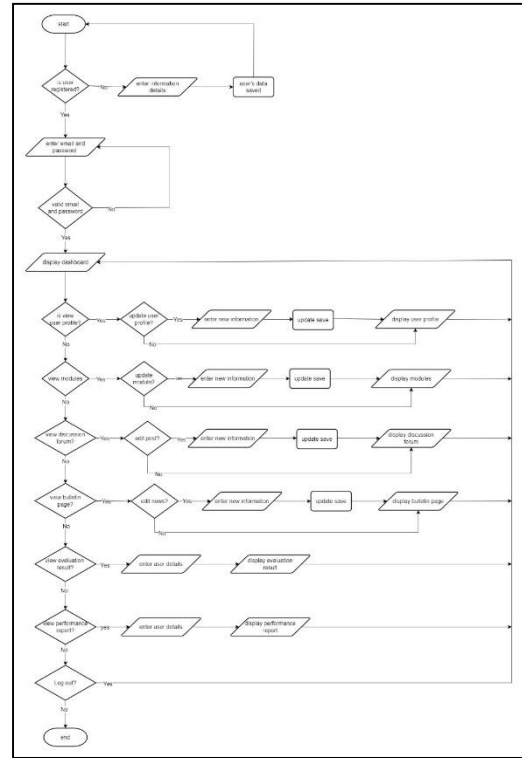 start
is user
registered?
No
enter information
details
user's data
saved
Yes
enter email and
password
valid email
and password
No
Yes
display dashboard
is view
user profile?
Yes
update user
profile?
Yes
enter new information
update save
display user profile
No
No
view modules
Yes
update
module?
yes
enter new information
update save
display modules
No
No
view discussion
forum?
Yes
edit post?
Yes
enter new information
update save
display discussion
forum
No
No
view bulletin
page?
Yes
edit news?
Yes
enter new information
update save
display bulletin page
No
No
view evaluation
result?
Yes
enter user details
display evaluation
result
No
view performance
report?
yes
enter user details
display performance
report
No
Log out?
Yes
No
end